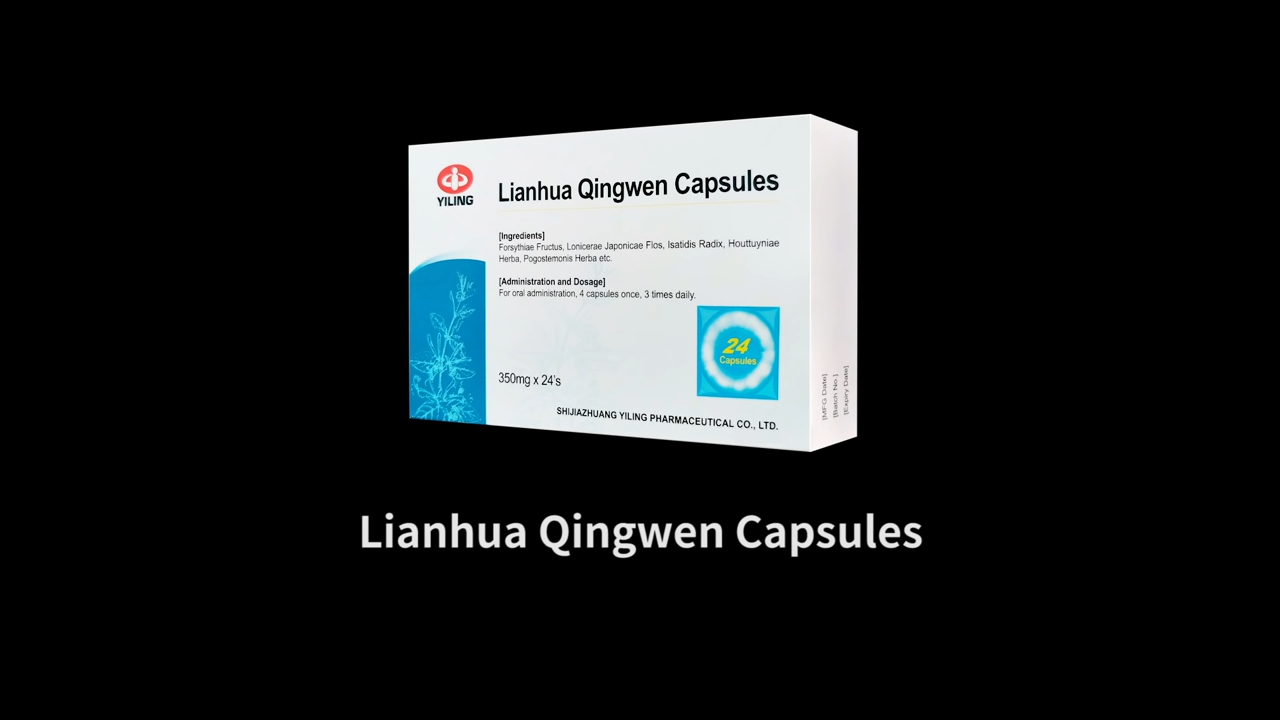 YILING
Lianhua Qingwen Capsules
[Ingredients]
Forsythiae Fructus, Lonicerae Japonicae Flos, Isatidis Radix, Houttuyniae
Herba, Pogostemonis Herba etc.
[Administration and Dosage]
For oral administration, 4 capsules once, 3 times daily.
24
Capsules
350mg x 24's
SHIJIAZHUANG YILING PHARMACEUTICAL CO., LTD.
[MFG Date]
[Batch No.]
[Expiry Date]
Lianhua Qingwen Capsules